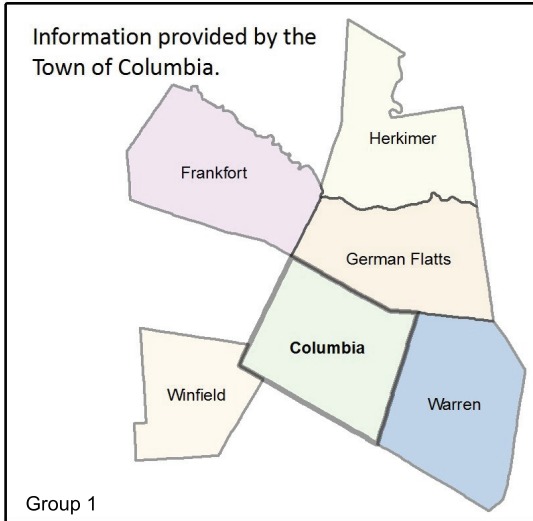 Information provided by the
Town of Columbia.
Herkimer
Frankfort
German Flatts
Columbia
Winfield
Warren
Group 1